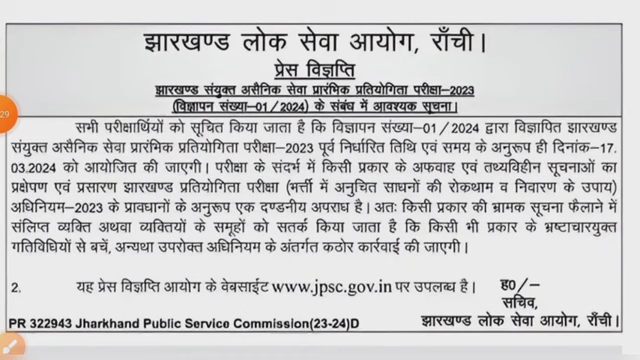 झारखण्ड लोक सेवा आयोग, राँची।
प्रेस विज्ञप्ति
झारखण्ड संयुक्त असैनिक सेवा प्रारंभिक प्रतियोगिता परीक्षा-2023
(विज्ञापन संख्या-01/2024) के संबंध में आवश्यक सूचना।
सभी परीक्षार्थियों को सूचित किया जाता है कि विज्ञापन संख्या-01/2024 द्वारा विज्ञापित झारखण्ड
संयुक्त असैनिक सेवा प्रारंभिक प्रतियोगिता परीक्षा-2023 पूर्व निर्धारित तिथि एवं समय के अनुरूप ही दिनांक-17.
03.2024 को आयोजित की जाएगी। परीक्षा के संदर्भ में किसी प्रकार के अफवाह एवं तथ्यविहीन सूचनाओं का
प्रक्षेपण एवं प्रसारण झारखण्ड प्रतियोगिता परीक्षा (भर्त्ती में अनुचित साधनों की रोकथाम व निवारण के उपाय)
अधिनियम-2023 के प्रावधानों के अनुरूप एक दण्डनीय अपराध है। अतः किसी प्रकार की भ्रामक सूचना फैलाने में
संलिप्त व्यक्ति अथवा व्यक्तियों के समूहों को सतर्क किया जाता है कि किसी भी प्रकार के भ्रष्टाचारयुक्त
गतिविधियों से बचें, अन्यथा उपरोक्त अधिनियम के अंतर्गत कठोर कार्रवाई की जाएगी।
2. यह प्रेस विज्ञप्ति आयोग के वेबसाईट www.jpsc.gov.in पर उपलब्ध है।
ह0/-
सचिव,
PR 322943 Jharkhand Public Service Commission(23-24)D
झारखण्ड लोक सेवा आयोग, राँची।
29